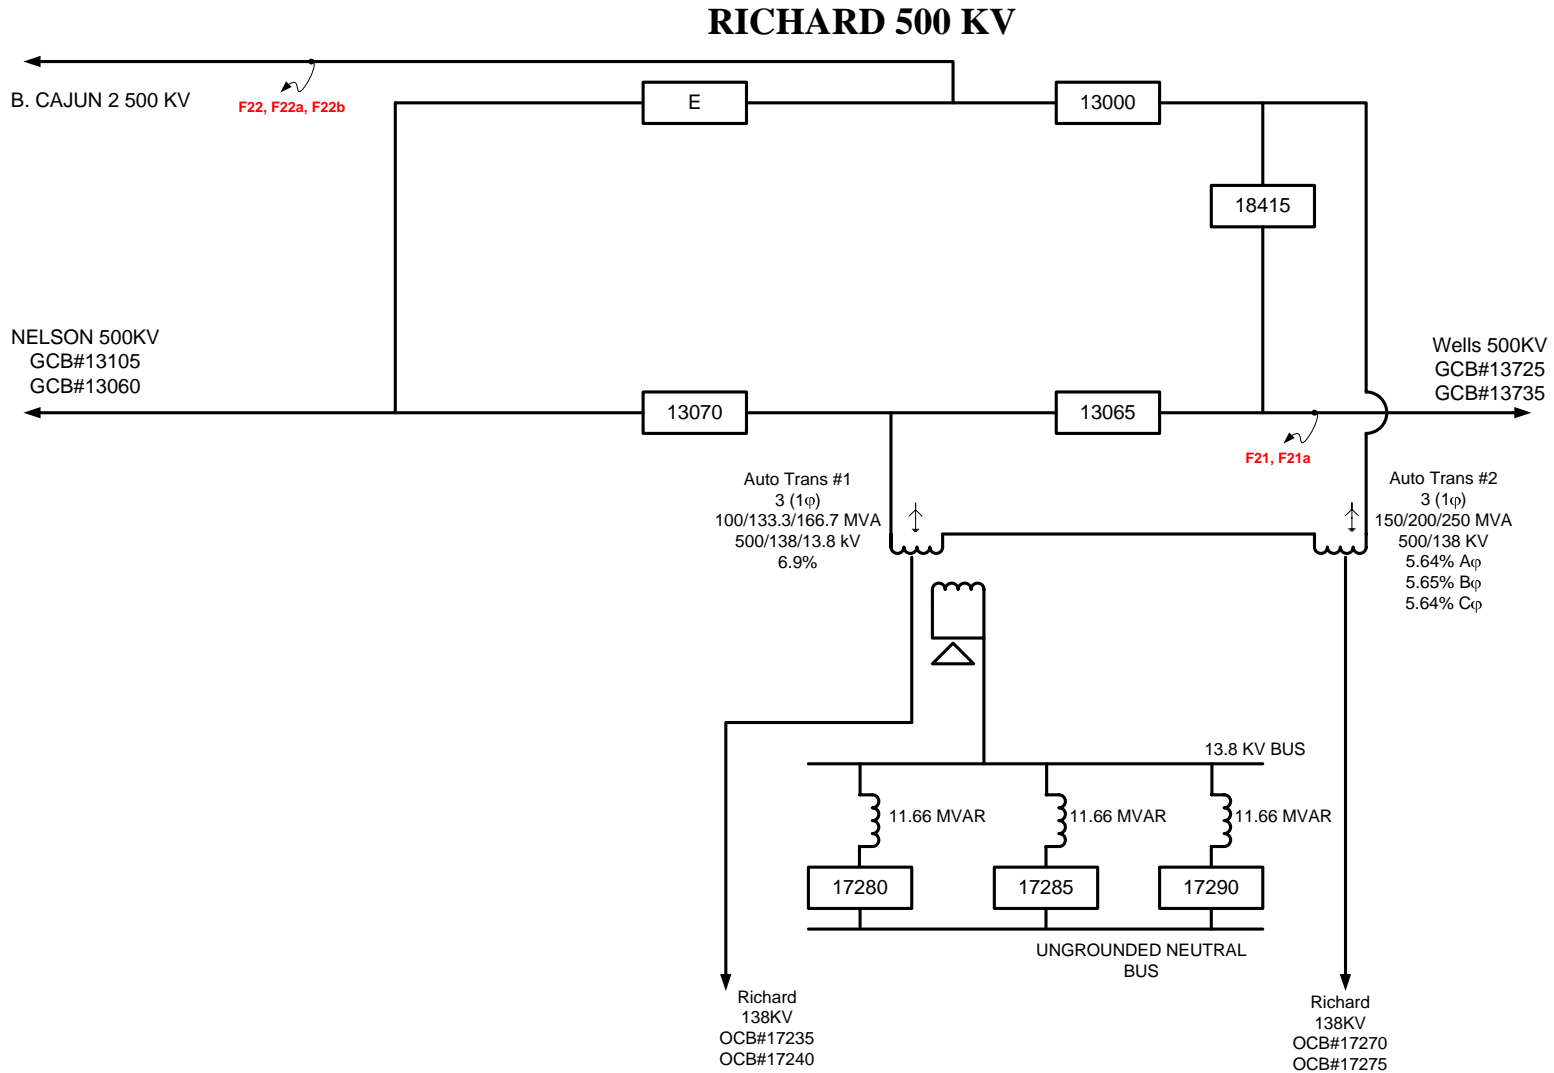 RICHARD 500 KV
B. CAJUN 2 500 KV
F22, F22a, F22b
E
13000
18415
NELSON 500KV
GCB#13105
GCB#13060
Wells 500KV
GCB#13725
GCB#13735
13070
13065
F21, F21a
Auto Trans #1
3 (1φ)
100/133.3/166.7 MVA
500/138/13.8 kV
6.9%
Auto Trans #2
3 (1φ)
150/200/250 MVA
500/138 KV
5.64% Aφ
5.65% Bφ
5.64% Cφ
13.8 KV BUS
11.66 MVAR
11.66 MVAR
11.66 MVAR
17280
17285
17290
UNGROUNDED NEUTRAL
BUS
Richard
138KV
OCB#17235
OCB#17240
Richard
138KV
OCB#17270
OCB#17275